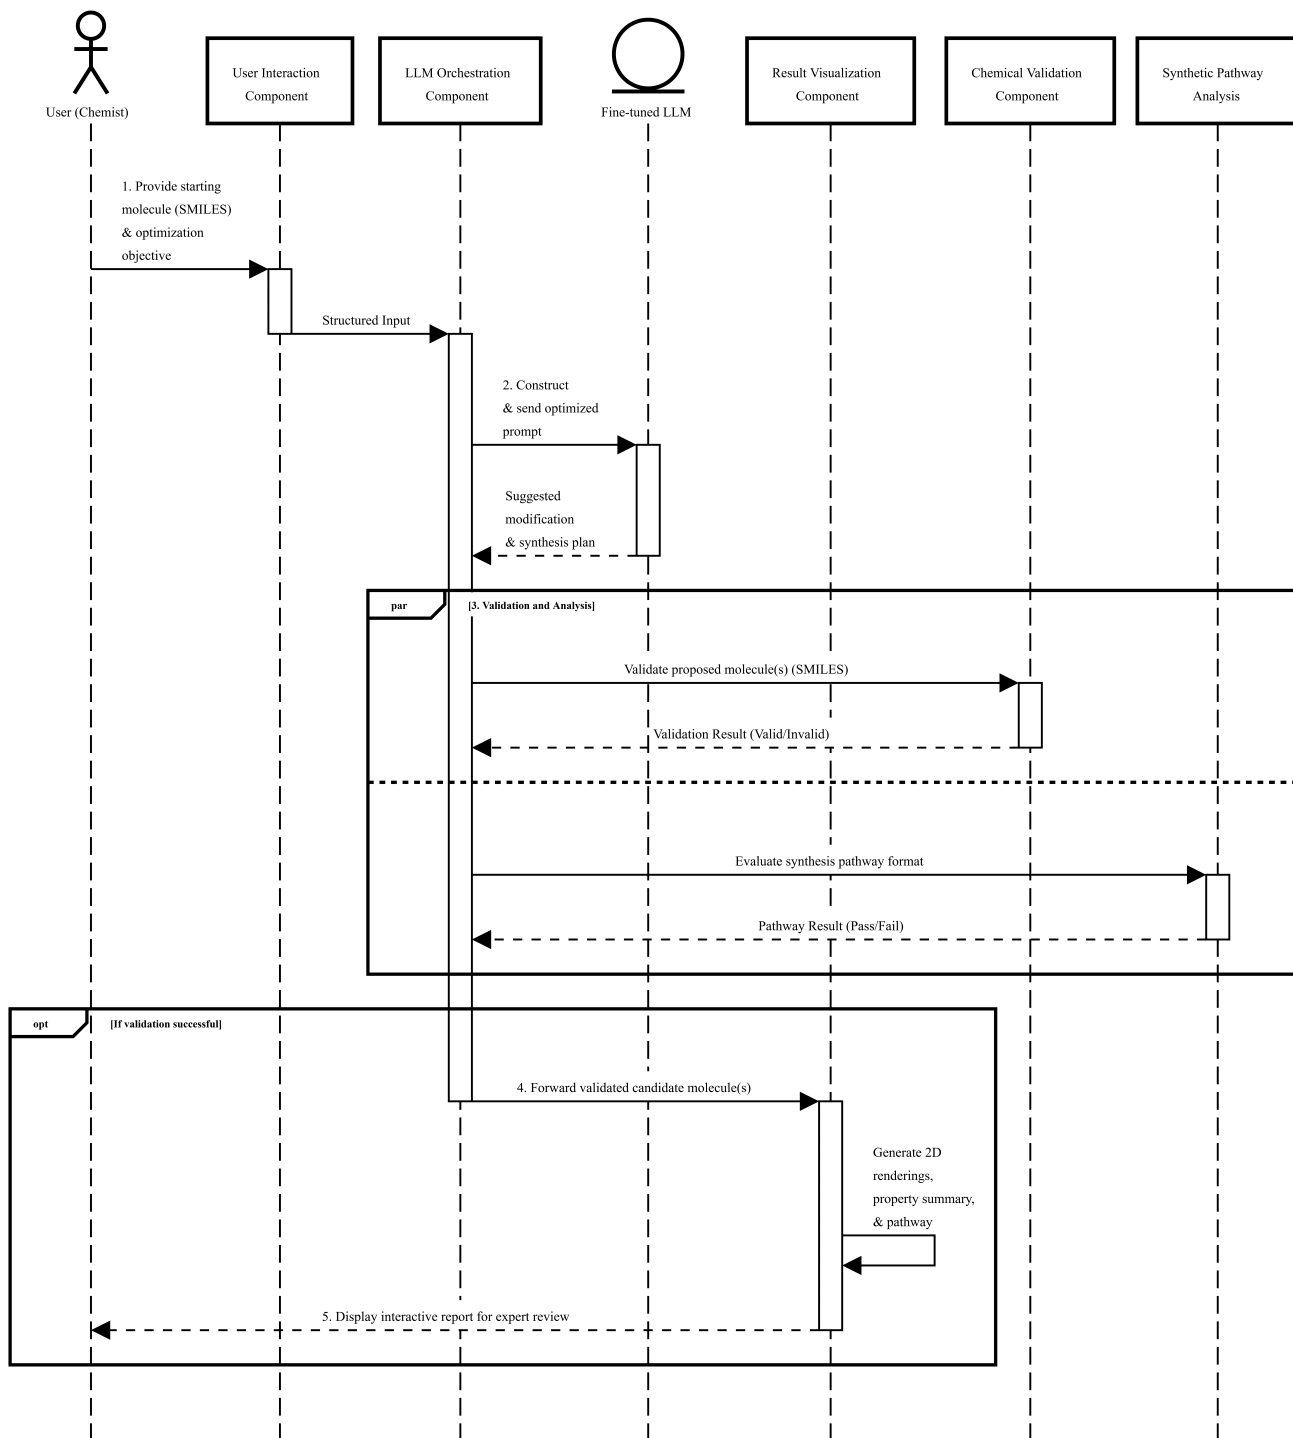 User (Chemist)
User Interaction
Component
LLM Orchestration
Component
Fine-tuned LLM
Result Visualization
Component
Chemical Validation
Component
Synthetic Pathway
Analysis
1. Provide starting
molecule (SMILES)
& optimization
objective
Structured Input
2. Construct
& send optimized
prompt
Suggested
modification
& synthesis plan
par
[3. Validation and Analysis]
Validate proposed molecule(s) (SMILES)
Validation Result (Valid/Invalid)
Evaluate synthesis pathway format
Pathway Result (Pass/Fail)
opt
[If validation successful]
4. Forward validated candidate molecule(s)
Generate 2D
renderings,
property summary,
& pathway
5. Display interactive report for expert review